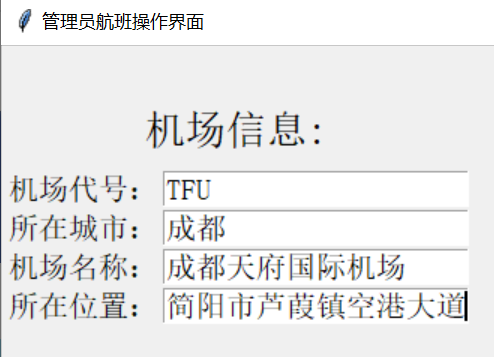 管理员航班操作界面
机场信息:
机场代号: TFU
所在城市: 成都
机场名称: 成都天府国际机场
所在位置: 简阳市芦葭镇空港大道